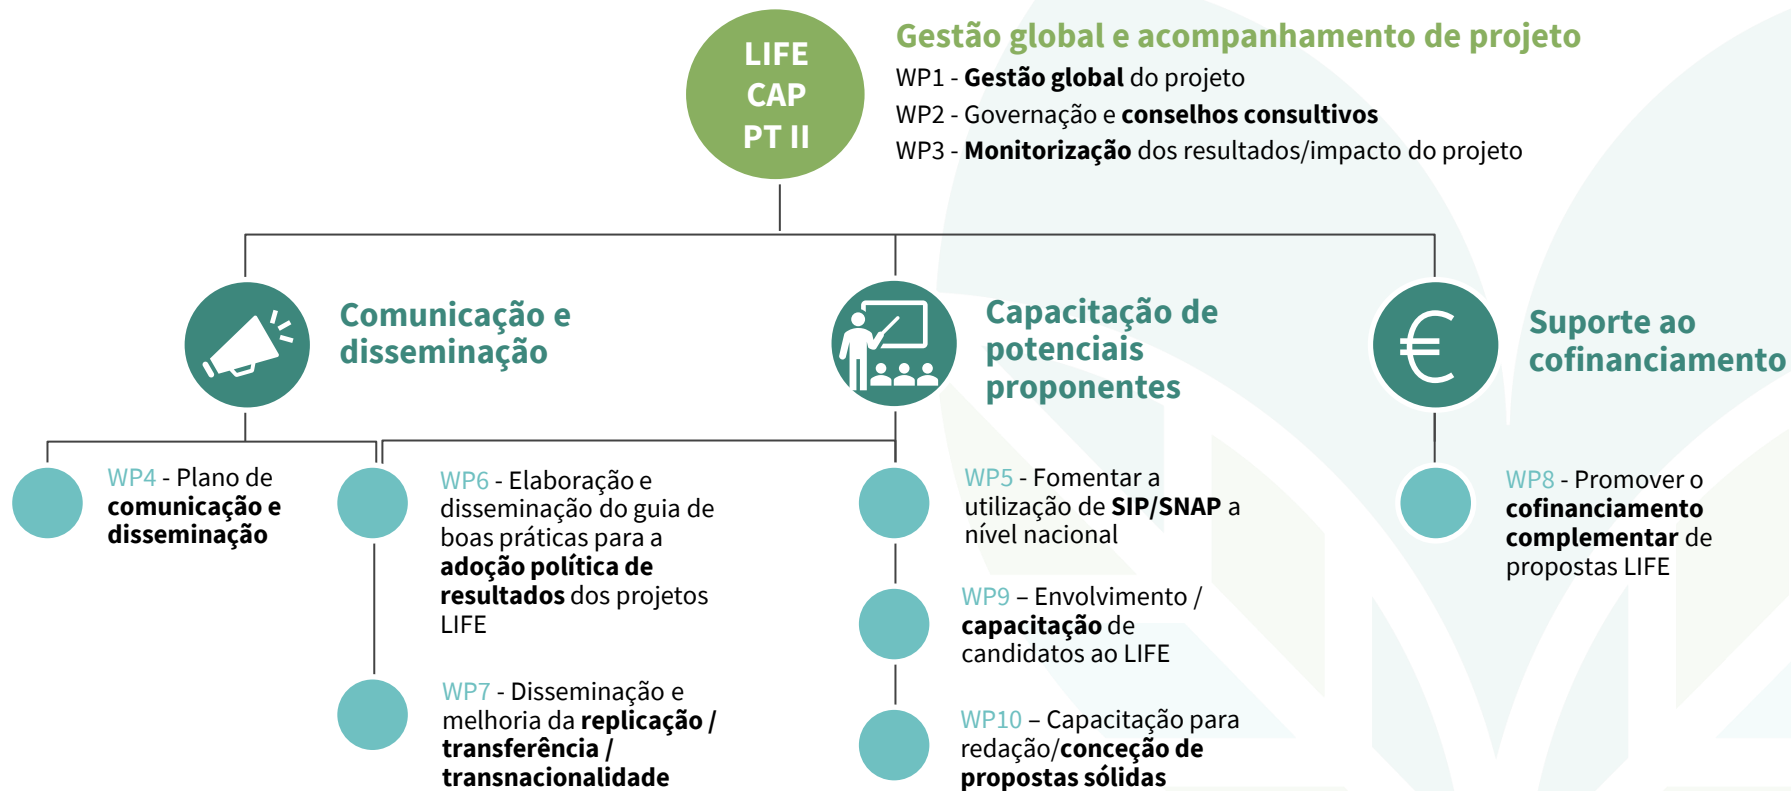 LIFE
CAP
PT II
Gestão global e acompanhamento de projeto
WP1 - Gestão global do projeto
WP2 - Governação e conselhos consultivos
WP3 - Monitorização dos resultados/impacto do projeto
Comunicação e
disseminação
Capacitação de
potenciais
proponentes
Suporte ao
cofinanciamento
WP4 - Plano de
comunicação e
disseminação
WP6 - Elaboração e
disseminação do guia de
boas práticas para a
adoção política de
resultados dos projetos
LIFE
WP7 - Disseminação e
melhoria da replicação /
transferência /
transnacionalidade
WP5 - Fomentar a
utilização de SIP/SNAP a
nível nacional
WP9 – Envolvimento /
capacitação de
candidatos ao LIFE
WP10 – Capacitação para
redação/conceção de
propostas sólidas
€
WP8 - Promover o
cofinanciamento
complementar de
propostas LIFE